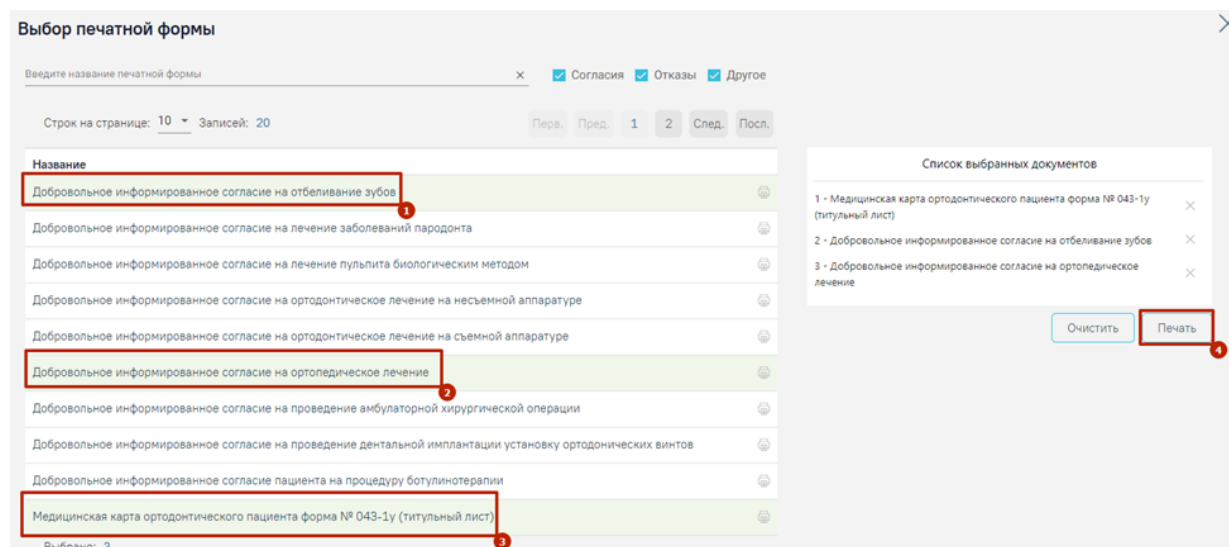 Выбор печатной формы
Введите название печатной формы
Согласия Отказы Другое
Строк на странице: 10 Записей: 20
Перв. Пред. 1 2 След. Посл.
Название
Добровольное информированное согласие на отбеливание зубов
1
Добровольное информированное согласие на лечение заболеваний пародонта
Добровольное информированное согласие на лечение пульпита биологическим методом
Добровольное информированное согласие на ортодонтическое лечение на несъемной аппаратуре
Добровольное информированное согласие на ортодонтическое лечение на съемной аппаратуре
Добровольное информированное согласие на ортопедическое лечение
2
Добровольное информированное согласие на проведение амбулаторной хирургической операции
Добровольное информированное согласие на проведение дентальной имплантации установку ортодонических винтов
Добровольное информированное согласие пациента на процедуру ботулинотерапии
Медицинская карта ортодонтического пациента форма № 043-1у (титульный лист)
3
Выбрано: 3
Список выбранных документов
1 - Медицинская карта ортодонтического пациента форма № 043-1у
(титульный лист)
2 - Добровольное информированное согласие на отбеливание зубов
3 - Добровольное информированное согласие на ортопедическое
лечение
Очистить Печать
4